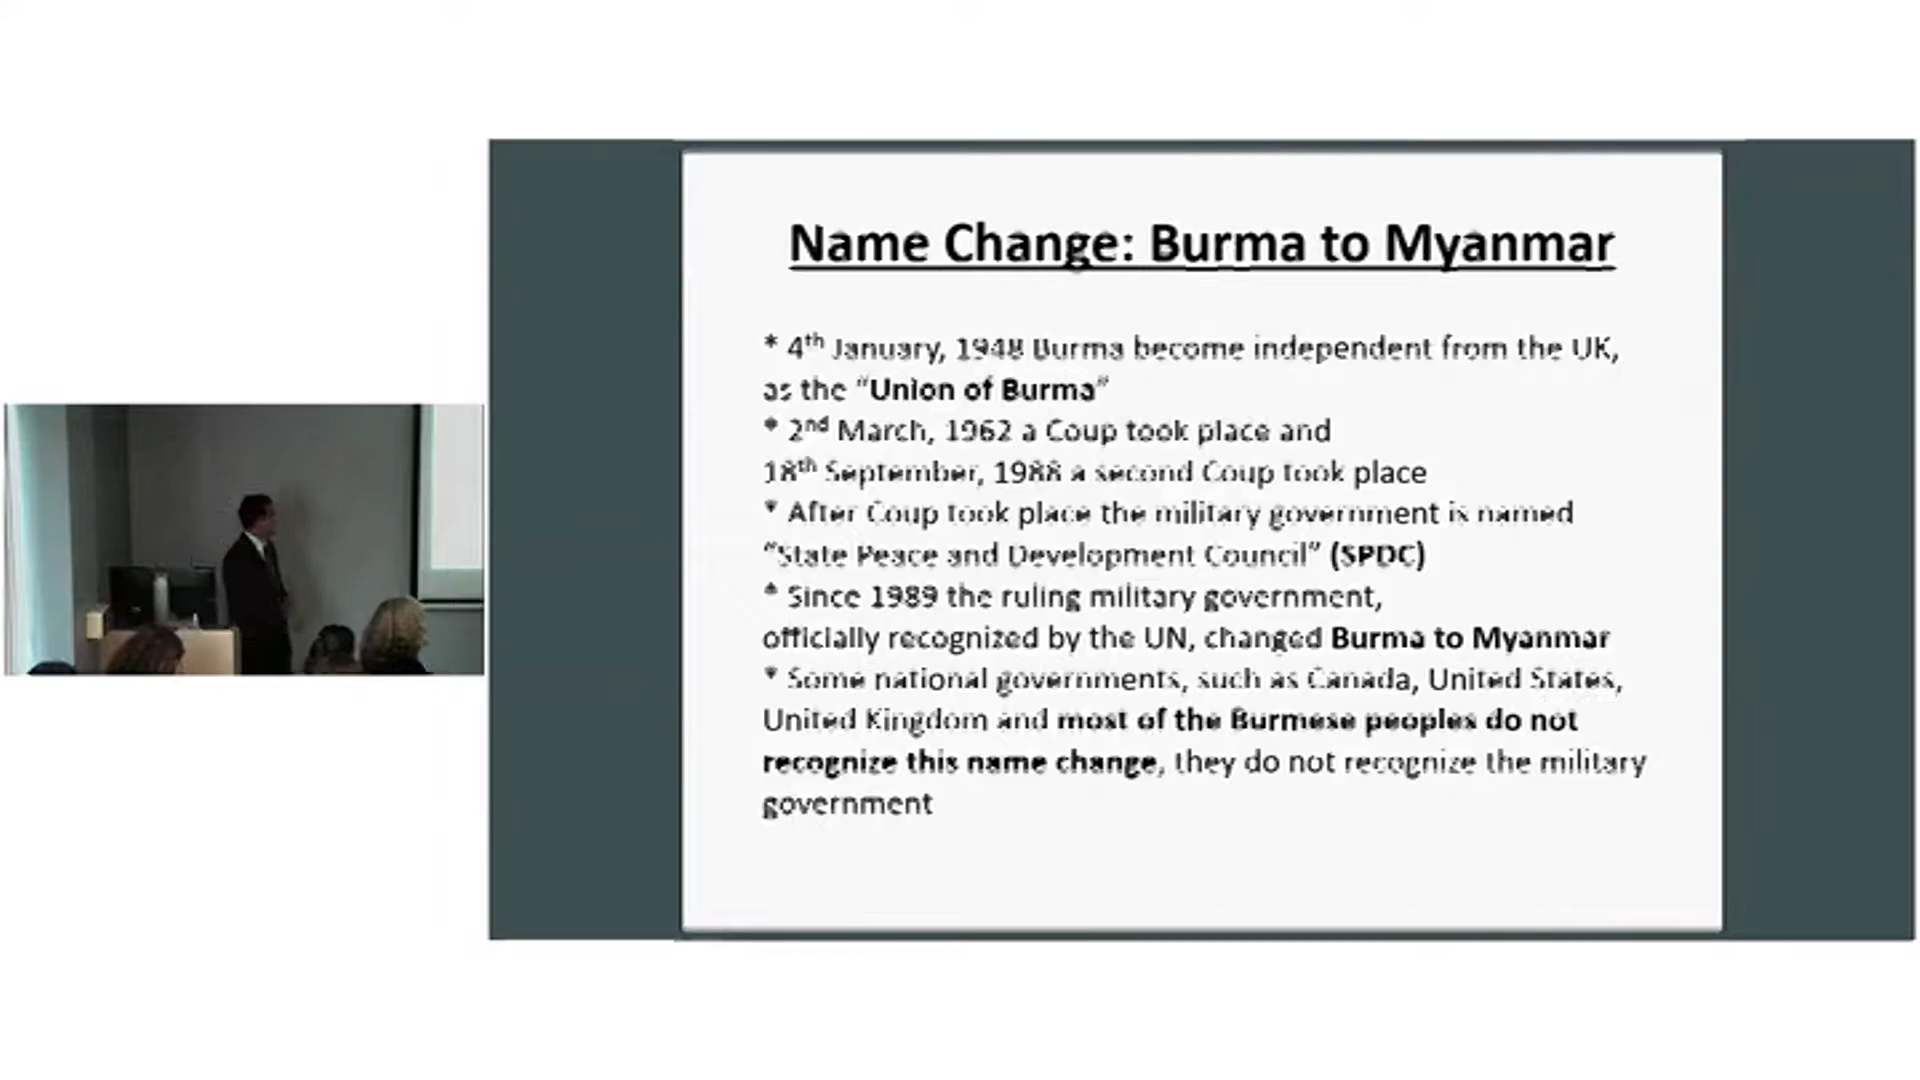 Name Change: Burma to Myanmar
* 4th January, 1948 Burma become independent from the UK,
as the "Union of Burma"
* 2nd March, 1962 a Coup took place and
18th September, 1988 a second Coup took place
* After Coup took place the military government is named
"State Peace and Development Council" (SPDC)
* Since 1989 the ruling military government,
officially recognized by the UN, changed Burma to Myanmar
* Some national governments, such as Canada, United States,
United Kingdom and most of the Burmese peoples do not
recognize this name change, they do not recognize the military
government